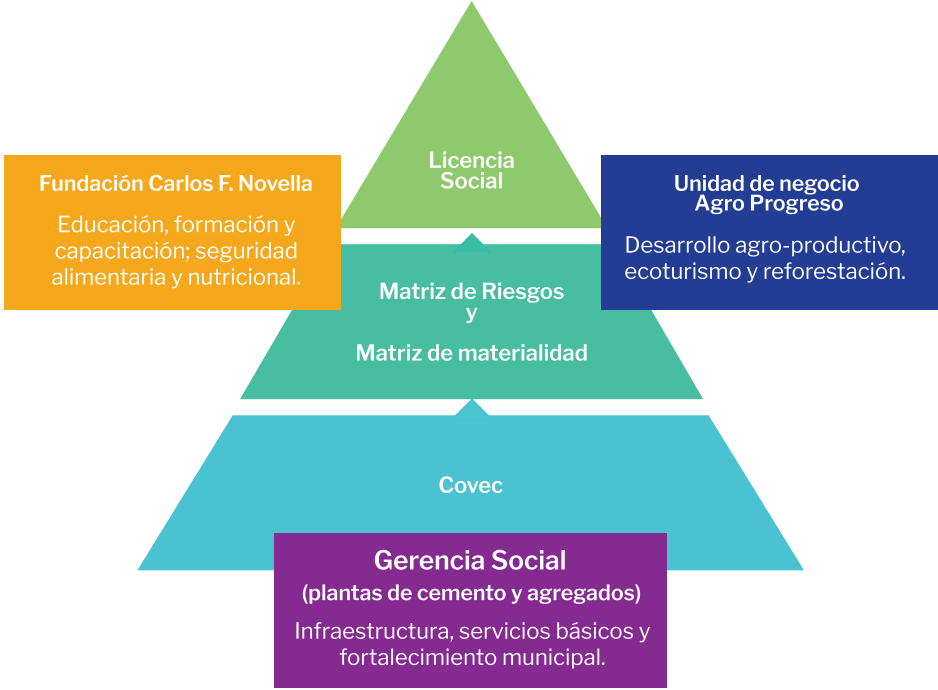 Licencia
Social
Fundación Carlos F. Novella
Educación, formación y
capacitación; seguridad
alimentaria y nutricional.
Unidad de negocio
Agro Progreso
Desarrollo agro-productivo,
ecoturismo y reforestación.
Matriz de Riesgos
y
Matriz de materialidad
Covec
Gerencia Social
(plantas de cemento y agregados)
Infraestructura, servicios básicos y
fortalecimiento municipal.